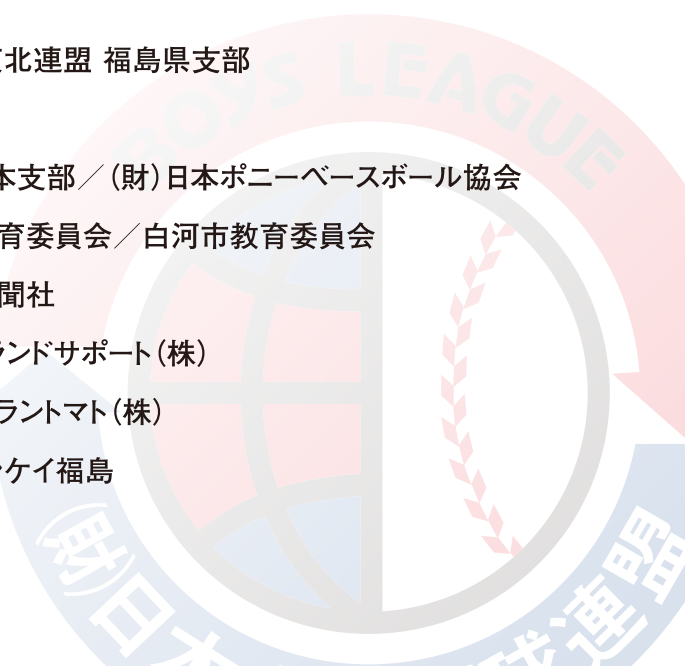 北連盟 福島県支部
BOYS LEAGUE
本支部／(財)日本ポニーベースボール協会
育委員会／白河市教育委員会
聞社
ランドサポート(株)
ラントマト(株)
ケイ福島
(財)日本
球連盟